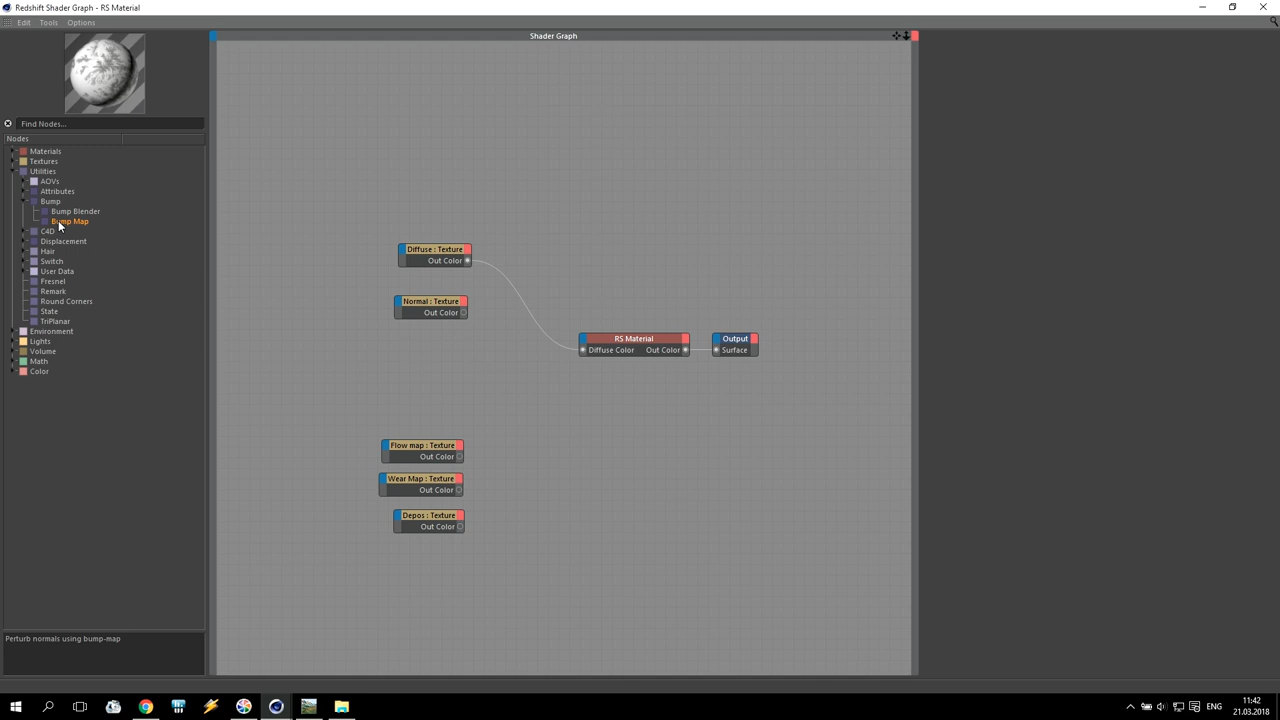 Redshift Shader Graph - RS Material
Edit Tools Options
Shader Graph
Find Nodes...
Nodes
Materials
Textures
Utilities
AOVs
Attributes
Bump
Bump Blender
Bump Map
C4D
Displacement
Hair
Switch
User Data
Fresnel
Remark
Round Corners
State
TriPlanar
Environment
Lights
Volume
Math
Color
Diffuse : Texture
Out Color
Normal : Texture
Out Color
RS Material
Diffuse Color Out Color
Output
Surface
Flow map : Texture
Out Color
Wear Map : Texture
Out Color
Depos : Texture
Out Color
Perturb normals using bump-map
ENG
11:42
21.03.2018